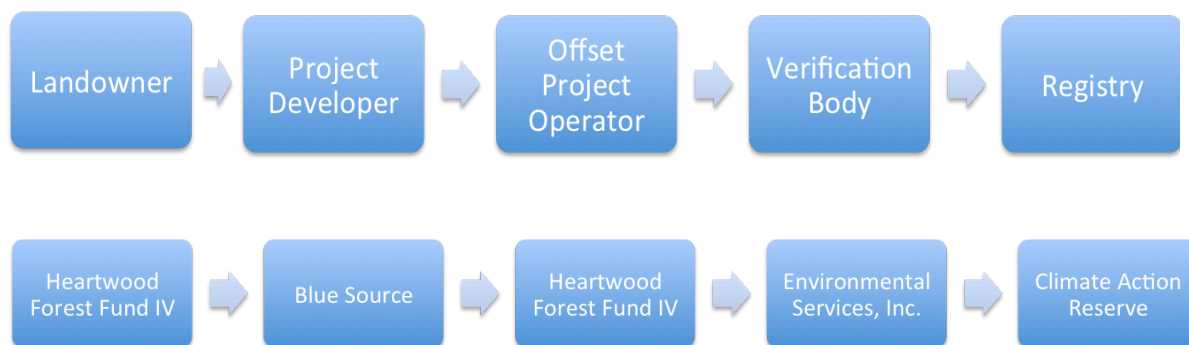 Landowner
Project
Developer
Offset
Project
Operator
Verification
Body
Registry
Heartwood
Forest Fund IV
Blue Source
Heartwood
Forest Fund IV
Environmental
Services, Inc.
Climate Action
Reserve